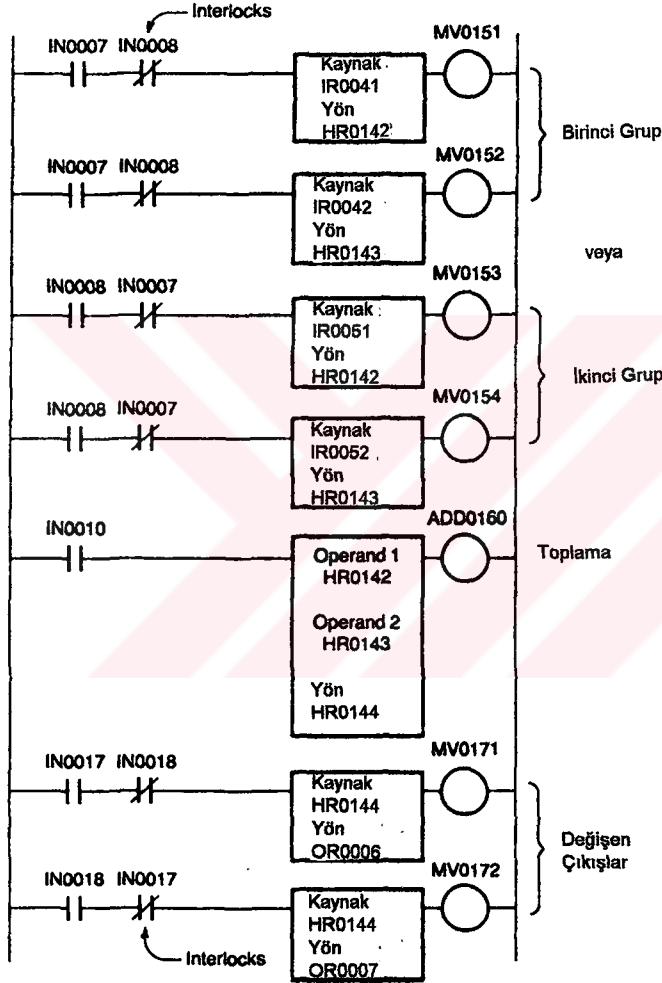 Interlocks
IN0007 IN0008
MV0151
Kaynak
IR0041
Yön
HR0142
Birinci Grup
IN0007 IN0008
MV0152
Kaynak
IR0042
Yön
HR0143
veya
IN0008 IN0007
MV0153
Kaynak
IR0051
Yön
HR0142
İkinci Grup
IN0008 IN0007
MV0154
Kaynak
IR0052
Yön
HR0143
IN0010
ADD0160
Operand 1
HR0142
Operand 2
HR0143
Yön
HR0144
Toplama
IN0017 IN0018
MV0171
Kaynak
HR0144
Yön
OR0006
Değişen
Çıkışlar
IN0018 IN0017
MV0172
Kaynak
HR0144
Yön
OR0007
Interlocks